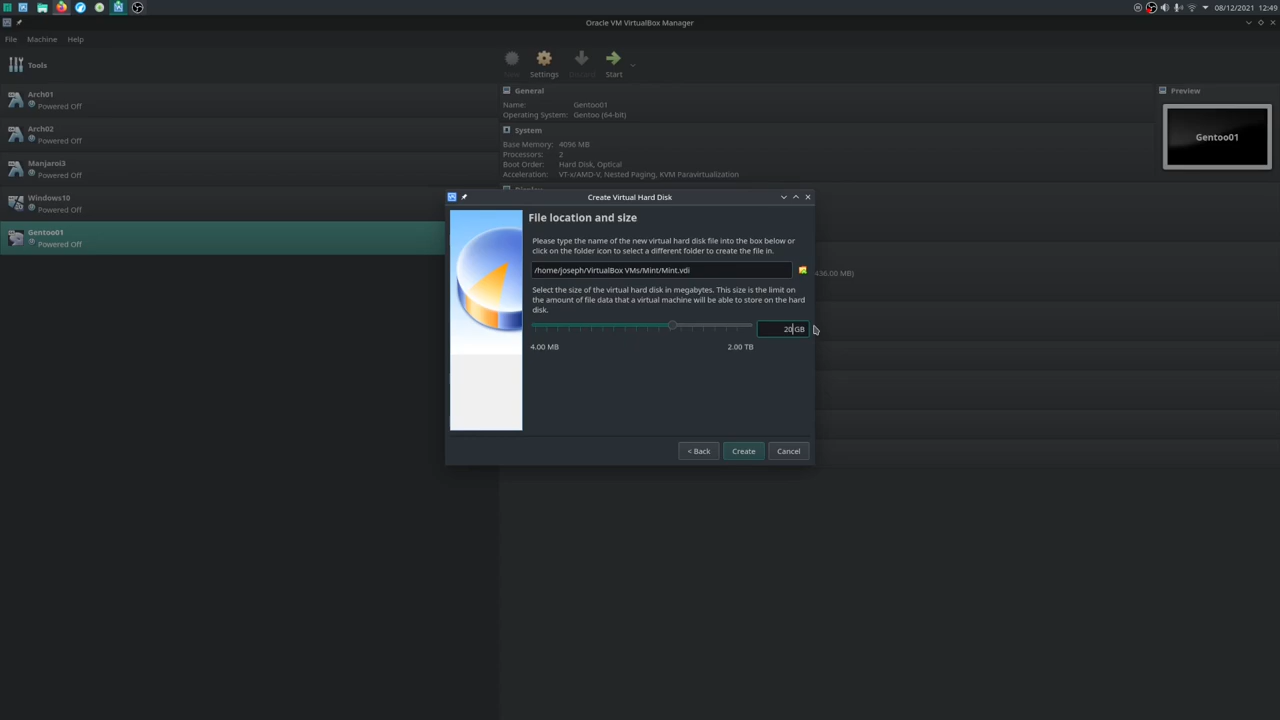 08/12/2021 12:49
Oracle VM VirtualBox Manager
File Machine Help
Tools
New Settings Discard Start
Arch01
Powered Off
Arch02
Powered Off
Manjaroi3
Powered Off
Windows10
Powered Off
Gentoo01
Powered Off
General
Name: Gentoo01
Operating System: Gentoo (64-bit)
System
Base Memory: 4096 MB
Processors: 2
Boot Order: Hard Disk, Optical
Acceleration: VT-x/AMD-V, Nested Paging, KVM Paravirtualization
Preview
Gentoo01
436.00 MB)
Create Virtual Hard Disk
File location and size
Please type the name of the new virtual hard disk file into the box below or
click on the folder icon to select a different folder to create the file in.
/home/joseph/VirtualBox VMs/Mint/Mint.vdi
Select the size of the virtual hard disk in megabytes. This size is the limit on
the amount of file data that a virtual machine will be able to store on the hard
disk.
20 GB
4.00 MB 2.00 TB
< Back Create Cancel